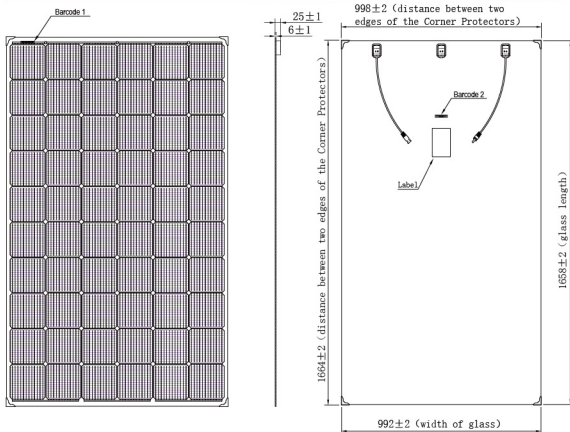 Barcode 1
25±1
6±1
998±2 (distance between two
edges of the Corner Protectors)
1664±2 (distance between two edges of the Corner Protectors)
Barcode 2
Label
1658±2 (glass length)
992±2 (width of glass)